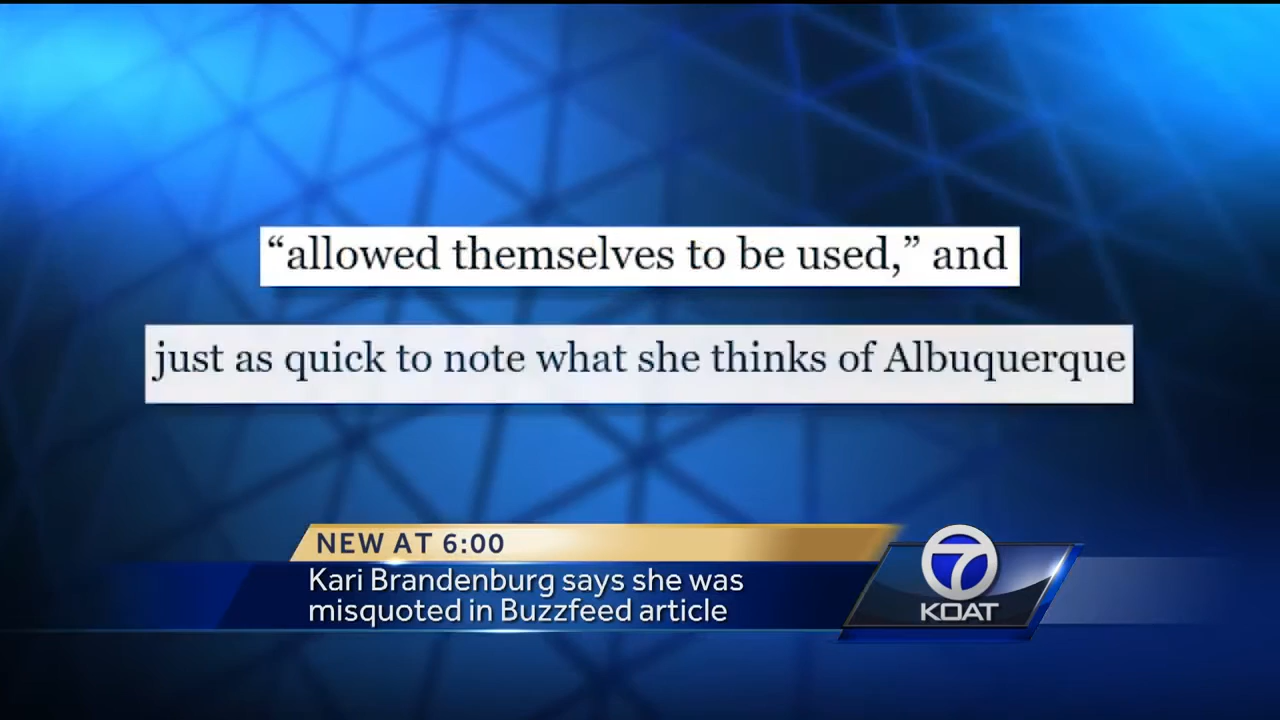 “allowed themselves to be used,” and
just as quick to note what she thinks of Albuquerque
NEW AT 6:00
Kari Brandenburg says she was
misquoted in Buzzfeed article
7
KOAT